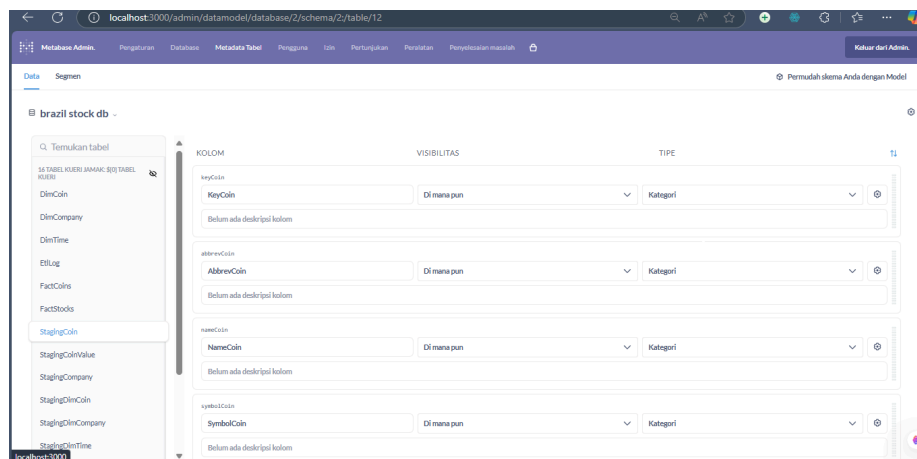 localhost:3000/admin/datamodel/database/2/schema/2:/table/12
Metabase Admin. Pengaturan Database Metadata Tabel Pengguna Izin Pertunjukan Peralatan Penyelesaian masalah Keluar dari Admin.
Data Segmen Permudah skema Anda dengan Model
brazil stock db
Temukan tabel
16 TABEL KUERI JAMAK: ${0} TABEL
KUERI
DimCoin
DimCompany
DimTime
EtlLog
FactCoins
FactStocks
StagingCoin
StagingCoinValue
StagingCompany
StagingDimCoin
StagingDimCompany
StagingDimTime
localhost:3000
KOLOM VISIBILITAS TIPE
keyCoin
KeyCoin Di mana pun Kategori
Belum ada deskripsi kolom
abbrevCoin
AbbrevCoin Di mana pun Kategori
Belum ada deskripsi kolom
nameCoin
NameCoin Di mana pun Kategori
Belum ada deskripsi kolom
symbolCoin
SymbolCoin Di mana pun Kategori
Belum ada deskripsi kolom